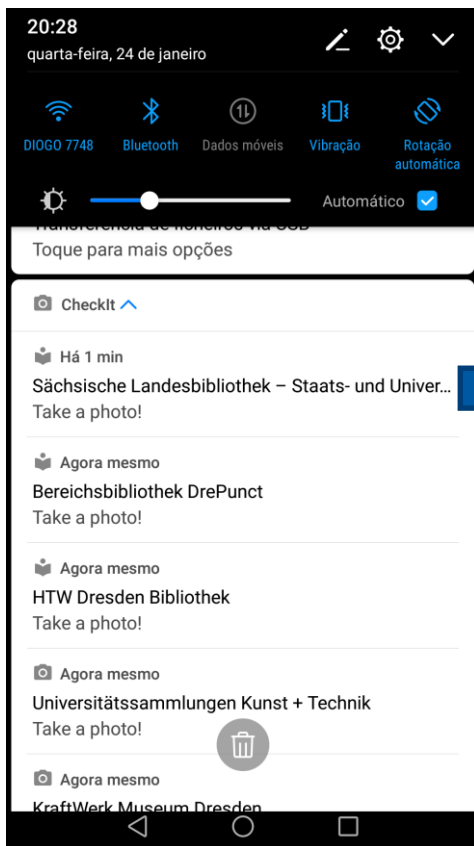 20:28
quarta-feira, 24 de janeiro
DIOGO 7748
Bluetooth
Dados móveis
Vibração
Rotação
automática
Automático
Toque para mais opções
CheckIt
Há 1 min
Sächsische Landesbibliothek – Staats- und Univer...
Take a photo!
Agora mesmo
Bereichsbibliothek DrePunct
Take a photo!
Agora mesmo
HTW Dresden Bibliothek
Take a photo!
Agora mesmo
Universitätssammlungen Kunst + Technik
Take a photo!
Agora mesmo
KraftWerk Museum Dresden